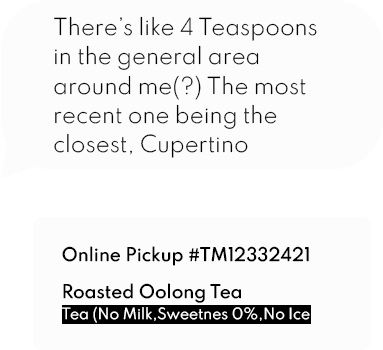 There's like 4 Teaspoons
in the general area
around me(?) The most
recent one being the
closest, Cupertino
Online Pickup #TM12332421
Roasted Oolong Tea
Tea (No Milk,Sweetnes 0%,No Ice